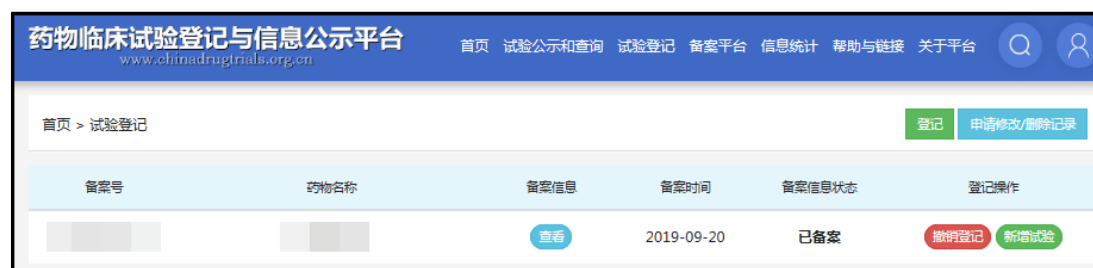 药物临床试验登记与信息公示平台
www.chinadrugtrials.org.cn
首页 试验公示和查询 试验登记 备案平台 信息统计 帮助与链接 关于平台
首页 > 试验登记
登记 申请修改/删除记录
备案号 药物名称 备案信息 备案时间 备案信息状态 登记操作
查看 2019-09-20 已备案 撤销登记 新增试验